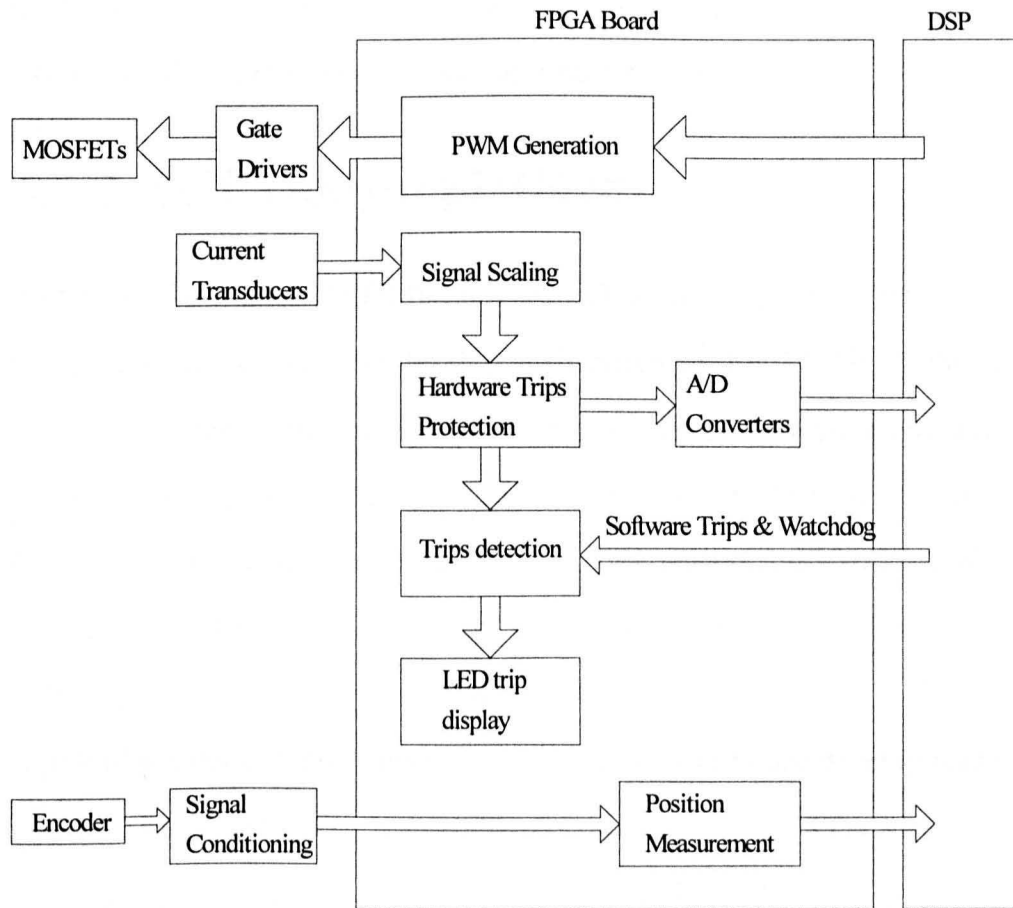 FPGA Board
DSP
MOSFETs
Gate
Drivers
PWM Generation
Current
Transducers
Signal Scaling
Hardware Trips
Protection
A/D
Converters
Trips detection
Software Trips & Watchdog
LED trip
display
Encoder
Signal
Conditioning
Position
Measurement